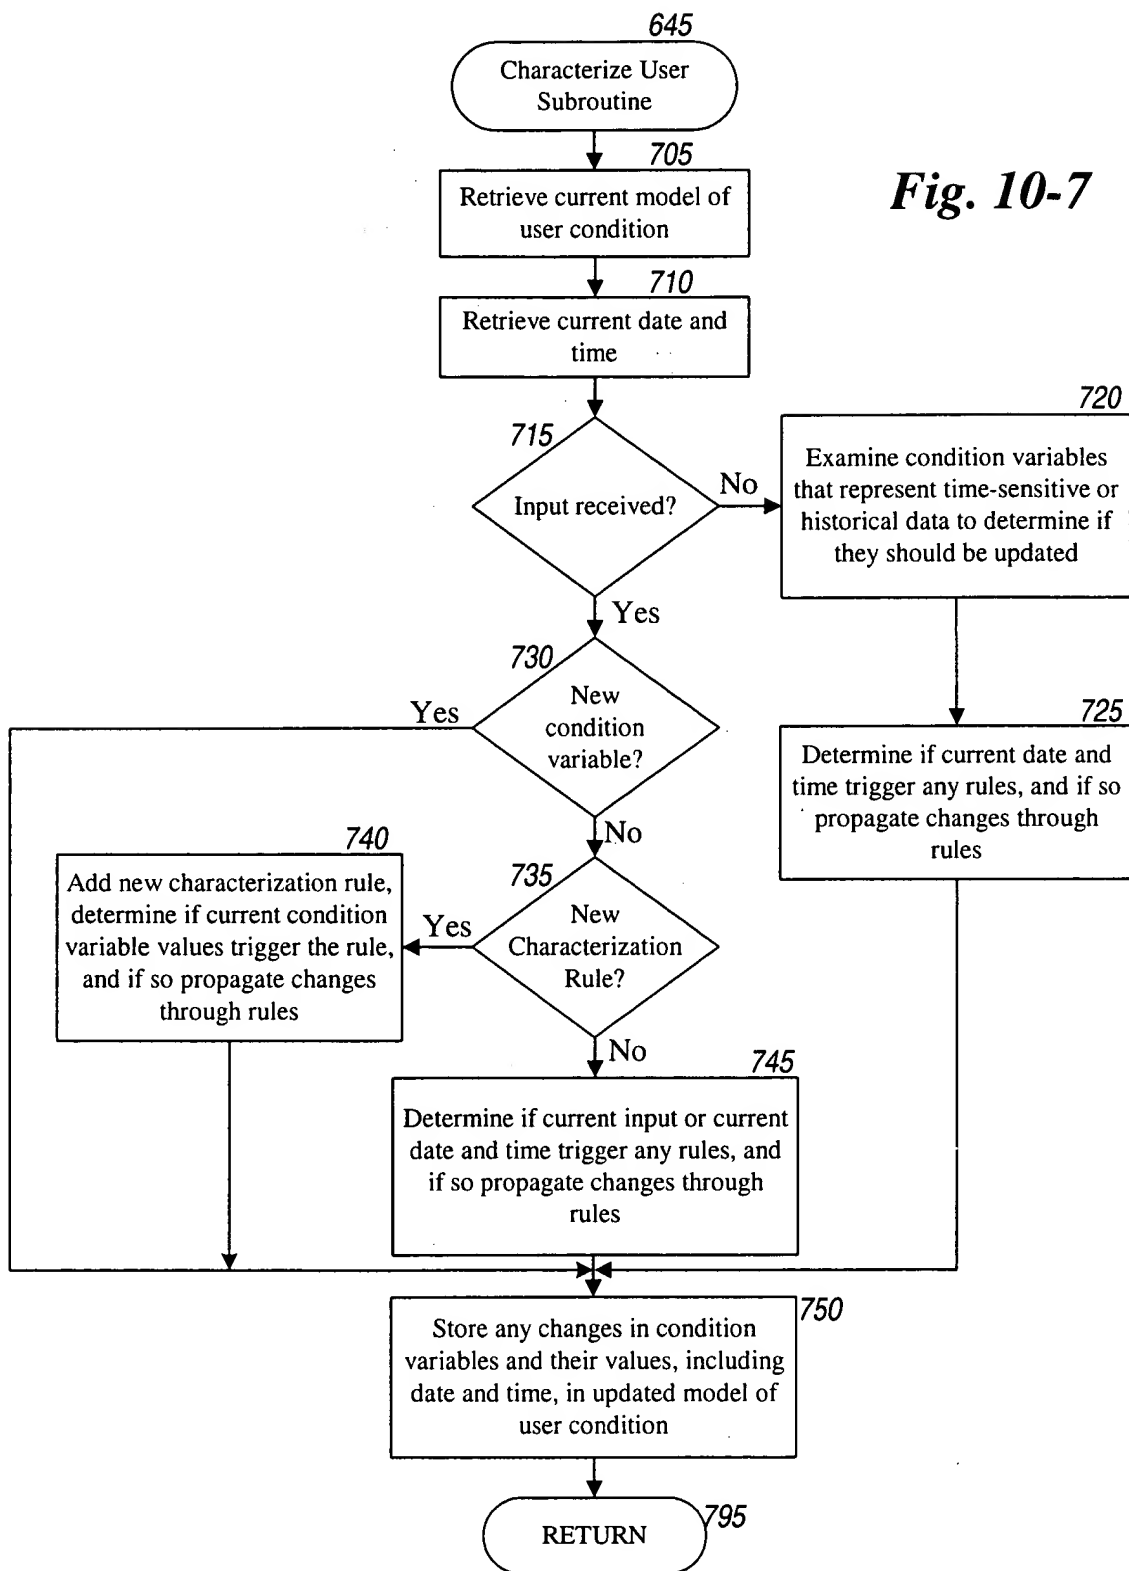 645
Characterize User
Subroutine
705
Fig. 10-7
Retrieve current model of
user condition
710
Retrieve current date and
time
715
Input received?
No
720
Examine condition variables
that represent time-sensitive or
historical data to determine if
they should be updated
Yes
730
New
condition
variable?
Yes
725
Determine if current date and
time trigger any rules, and if so
propagate changes through
rules
No
740
Add new characterization rule,
determine if current condition
variable values trigger the rule,
and if so propagate changes
through rules
735
Yes
New
Characterization
Rule?
No
745
Determine if current input or current
date and time trigger any rules, and
if so propagate changes through
rules
750
Store any changes in condition
variables and their values, including
date and time, in updated model of
user condition
RETURN
795